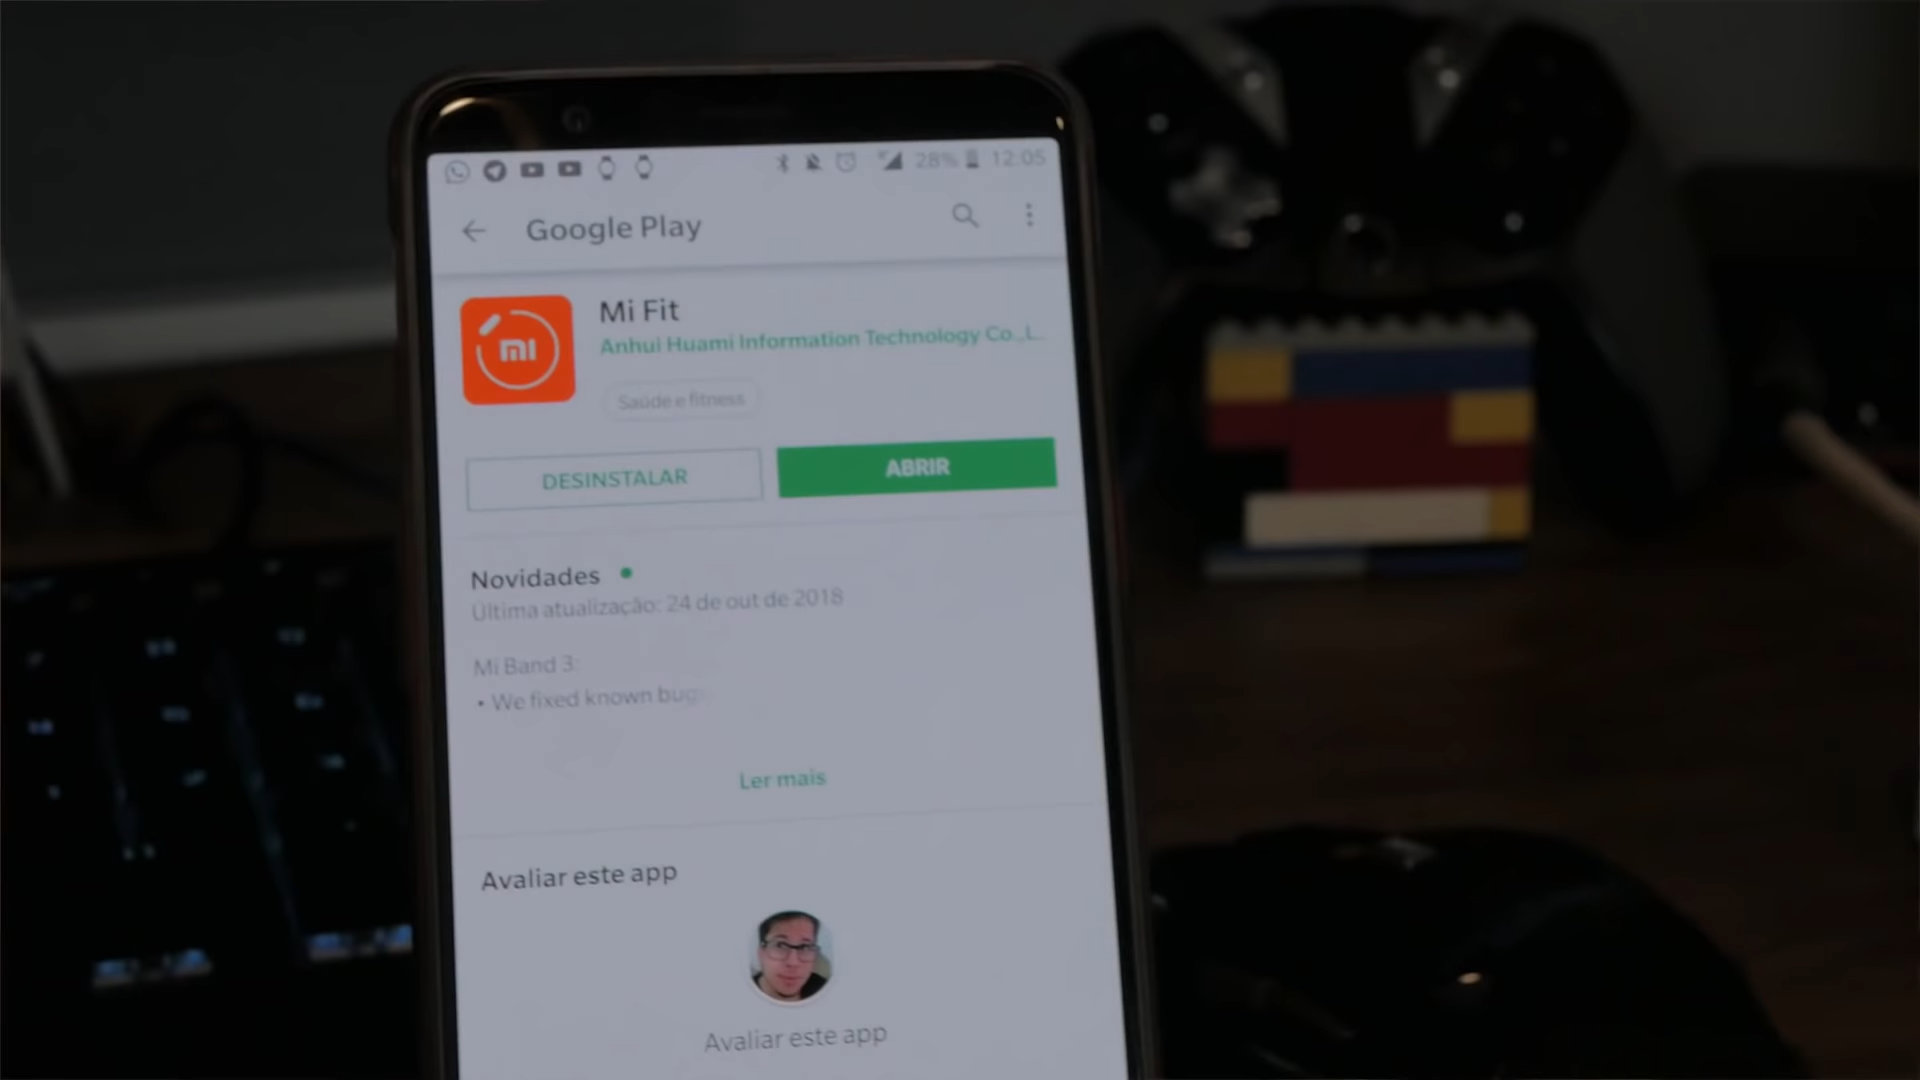 28% 12:05
Google Play
mi
Mi Fit
Anhui Huami Information Technology Co.,L...
Saúde e fitness
DESINSTALAR
ABRIR
Novidades
Última atualização: 24 de out de 2018
Mi Band 3:
• We fixed known bugs
Ler mais
Avaliar este app
Avaliar este app